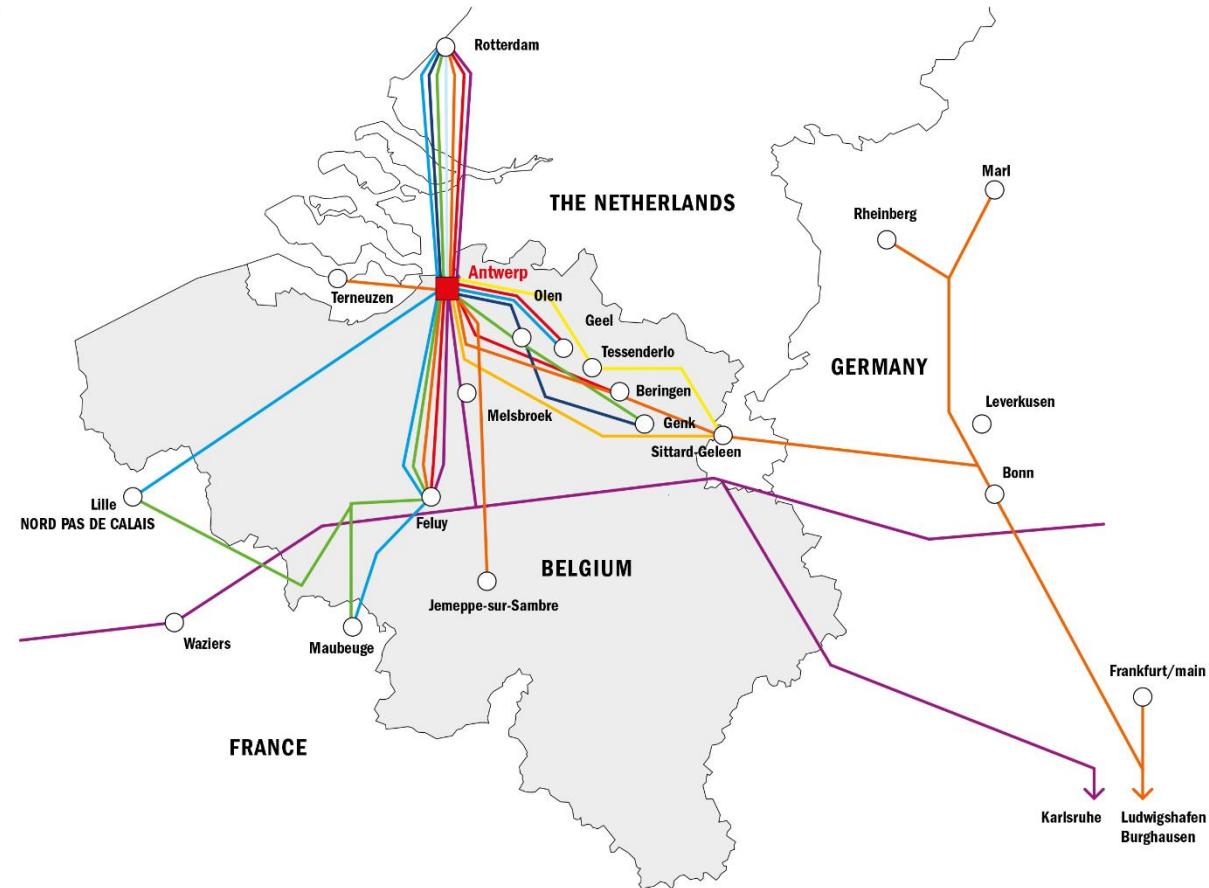 Rotterdam
Marl
THE NETHERLANDS
Rheinberg
Antwerp
Terneuzen
Olen
Geel
Tessenderlo
GERMANY
Beringen
Melsbroek
Leverkusen
Genk
Sittard-Geleen
Bonn
Lille
NORD PAS DE CALAIS
Feluy
BELGIUM
Jemeppe-sur-Sambre
Waziers
Maubeuge
Frankfurt/main
FRANCE
Karlsruhe
Ludwigshafen
Burghausen